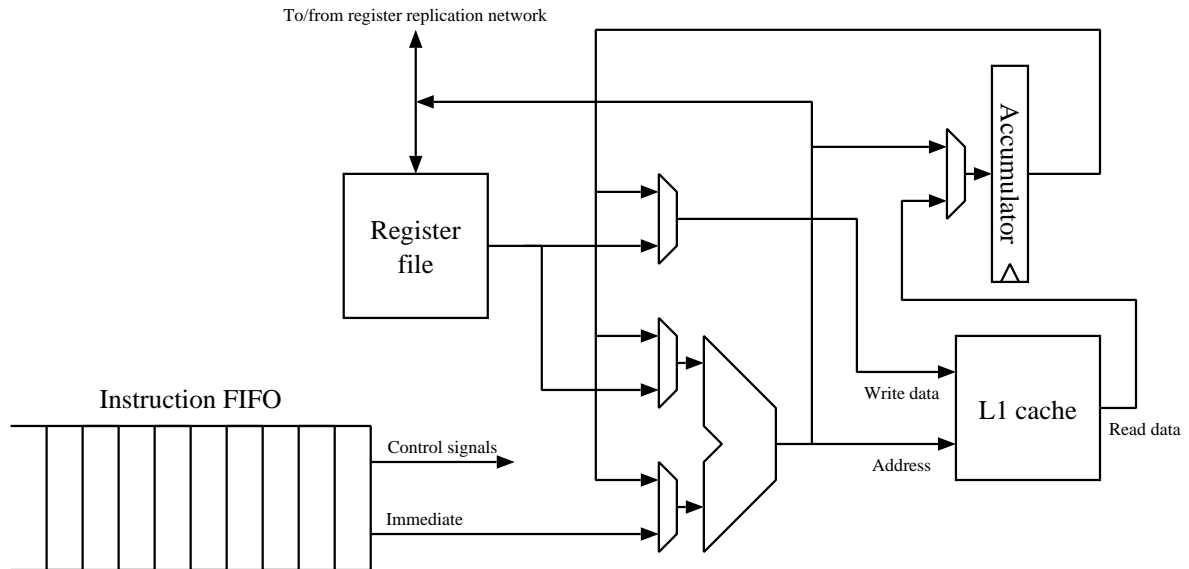 To/from register replication network
Accumulator
Register
file
Instruction FIFO
Control signals
Immediate
Write data
Address
L1 cache
Read data